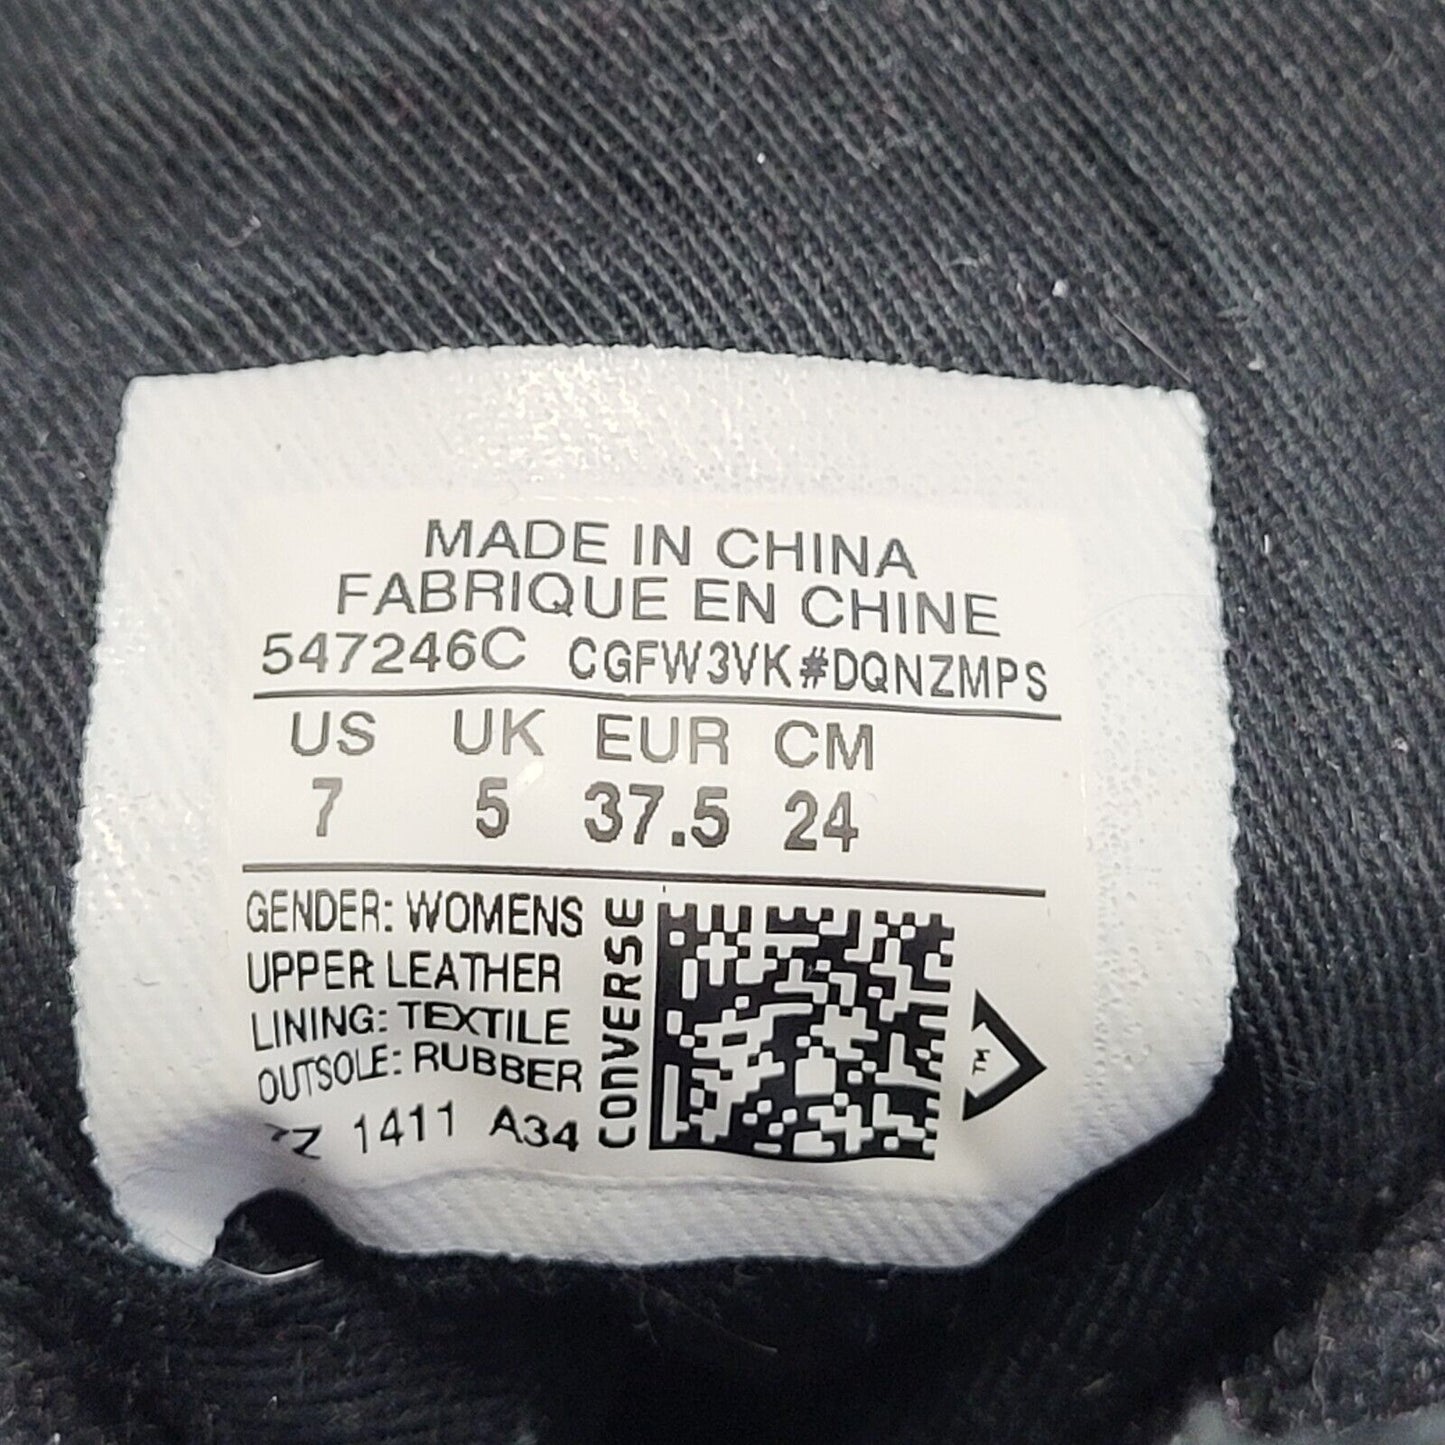 MADE IN CHINA
FABRIQUE EN CHINE
547246C CGFW3VK#DQNZMPS
US UK EUR CM
7 5 37.5 24
GENDER: WOMENS
UPPER: LEATHER
LINING: TEXTILE
OUTSOLE: RUBBER
1411 A34
CONVERSE
TM